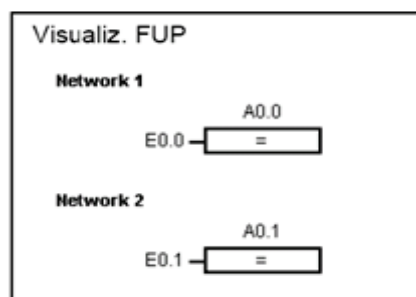 Visualiz. FUP
Network 1
A0.0
E0.0
=
Network 2
A0.1
E0.1
=